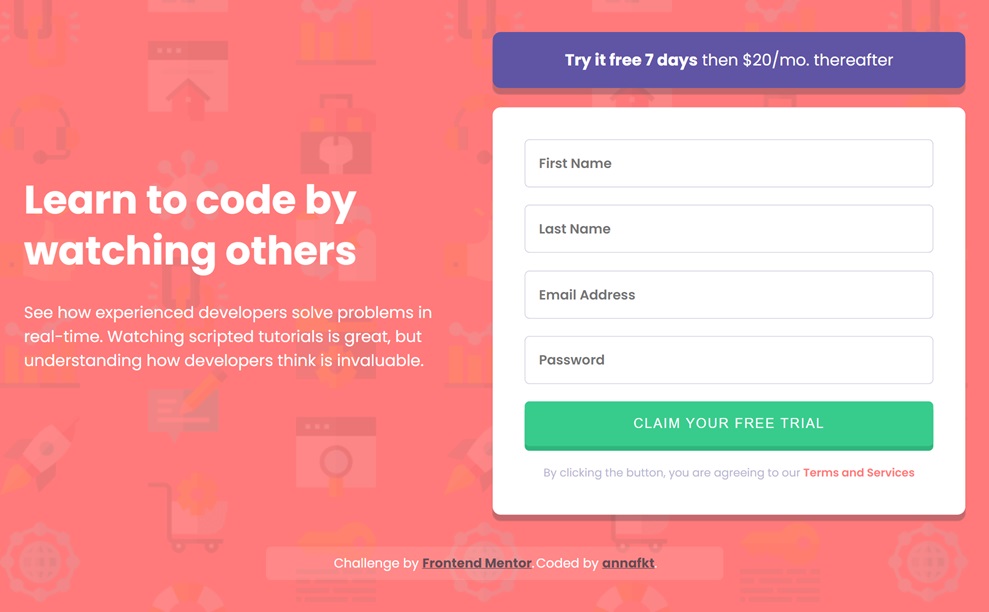 Try it free 7 days then $20/mo. thereafter
Learn to code by
watching others
See how experienced developers solve problems in
real-time. Watching scripted tutorials is great, but
understanding how developers think is invaluable.
First Name
Last Name
Email Address
Password
CLAIM YOUR FREE TRIAL
By clicking the button, you are agreeing to our Terms and Services
Challenge by Frontend Mentor. Coded by annafkt